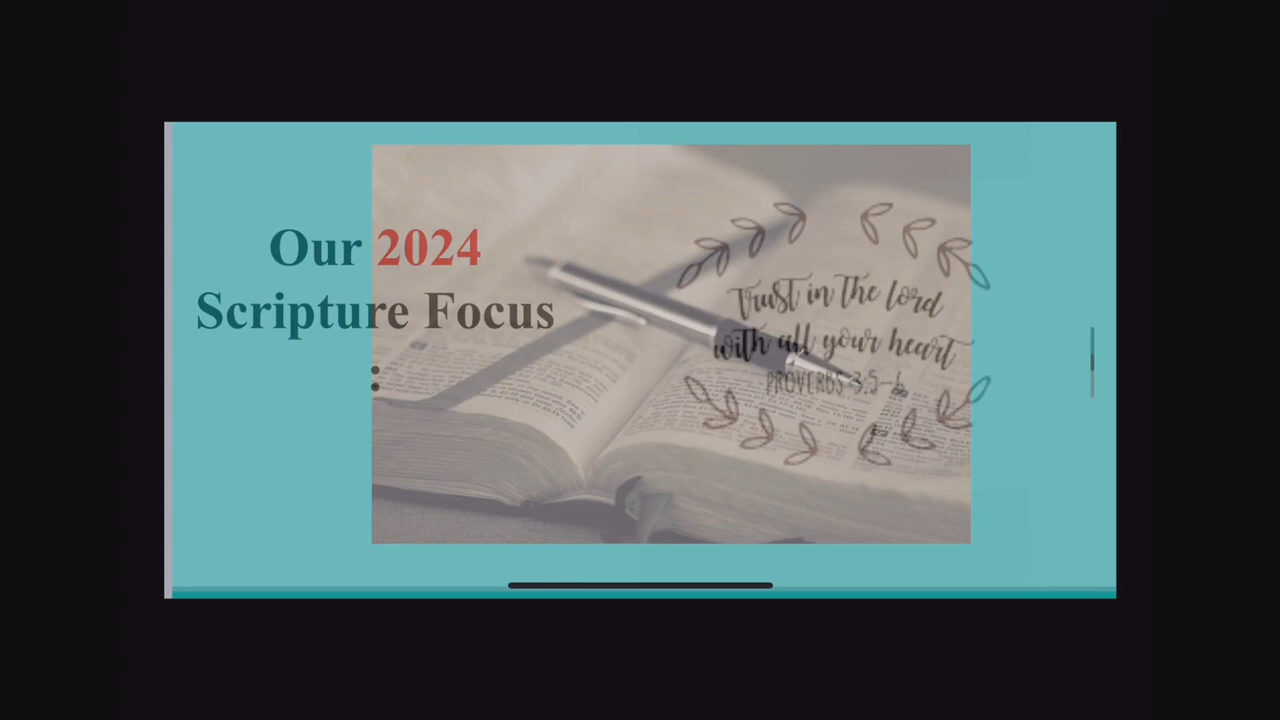 Our 2024
Scripture Focus
:
Trust in the lord
with all your heart
PROVERBS 3:5-6